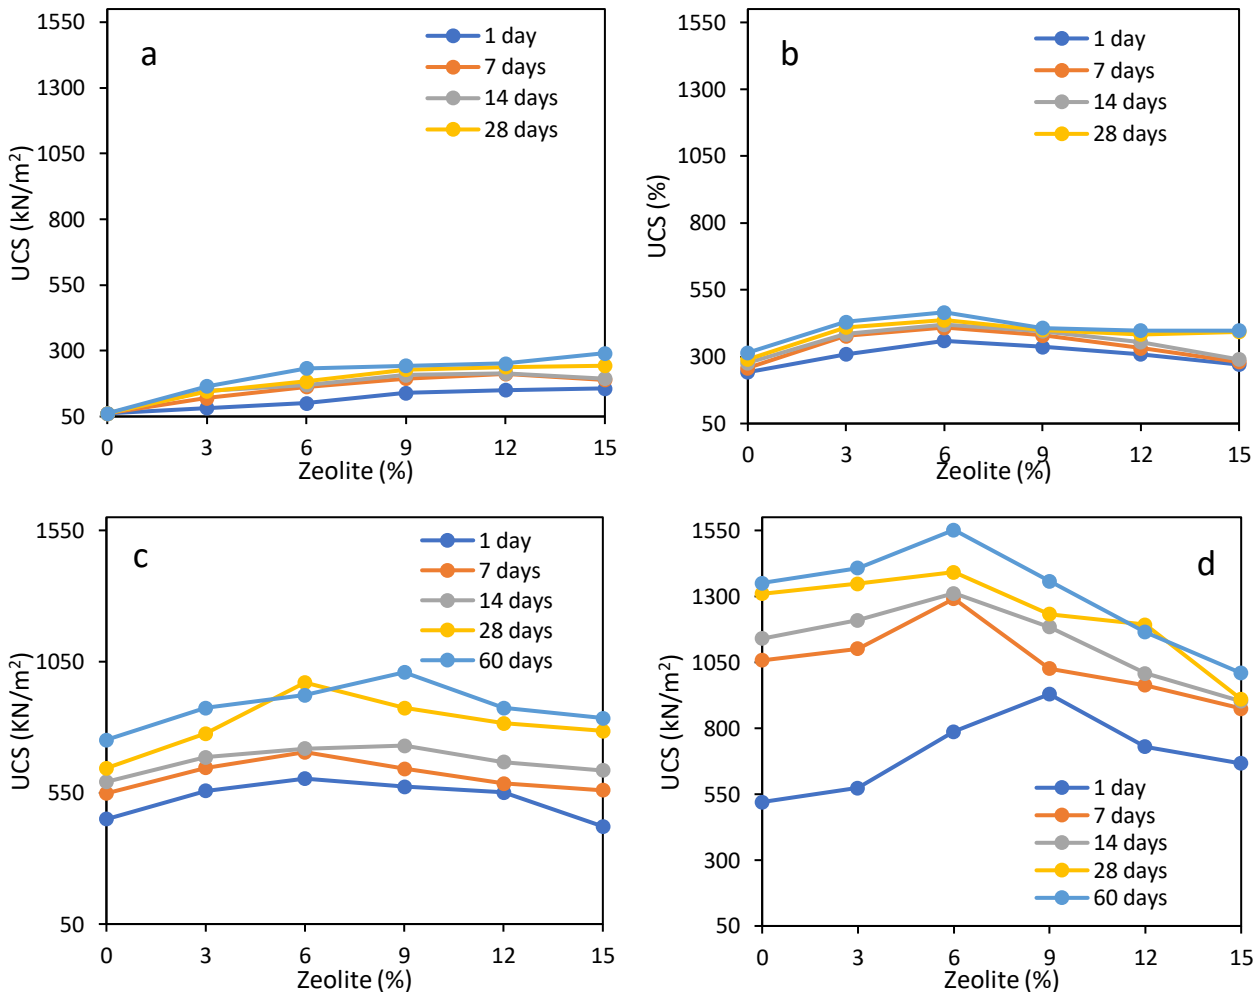 a
1550
1300
1050
800
550
300
50
UCS (kN/m²)
1 day
7 days
14 days
28 days
0 3 6 9 12 15
Zeolite (%)
b
1550
1300
1050
800
550
300
50
UCS (%)
1 day
7 days
14 days
28 days
0 3 6 9 12 15
Zeolite (%)
c
1550
1050
550
50
UCS (KN/m²)
1 day
7 days
14 days
28 days
60 days
0 3 6 9 12 15
Zeolite (%)
d
1550
1300
1050
800
550
300
50
UCS (kN/m²)
1 day
7 days
14 days
28 days
60 days
0 3 6 9 12 15
Zeolite (%)